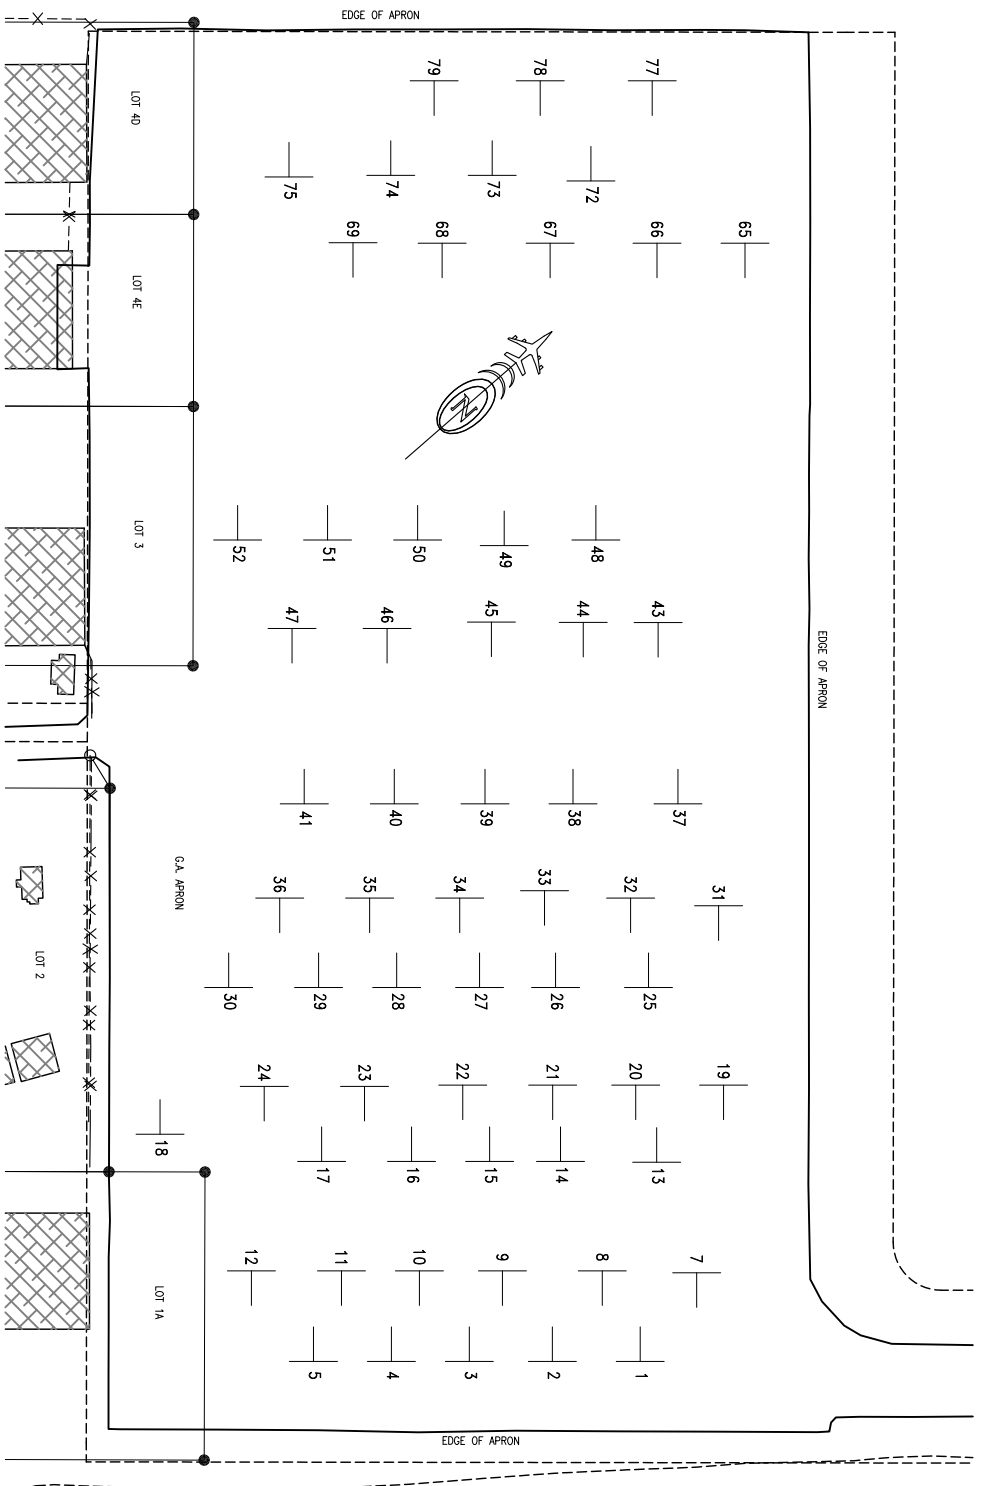 EDGE OF APRON
79 78 77
LOT 4D
75 74 73 72
69 68 67 66 65
LOT 4E
N
LOT 3
52 51 50 49 48
47 46 45 44 43
EDGE OF APRON
41 40 39 38 37
G.A. APRON
36 35 34 33 32 31
LOT 2
30 29 28 27 26 25
24 23 22 21 20 19
18 17 16 15 14 13
12 11 10 9 8 7
LOT 1A
5 4 3 2 1
EDGE OF APRON